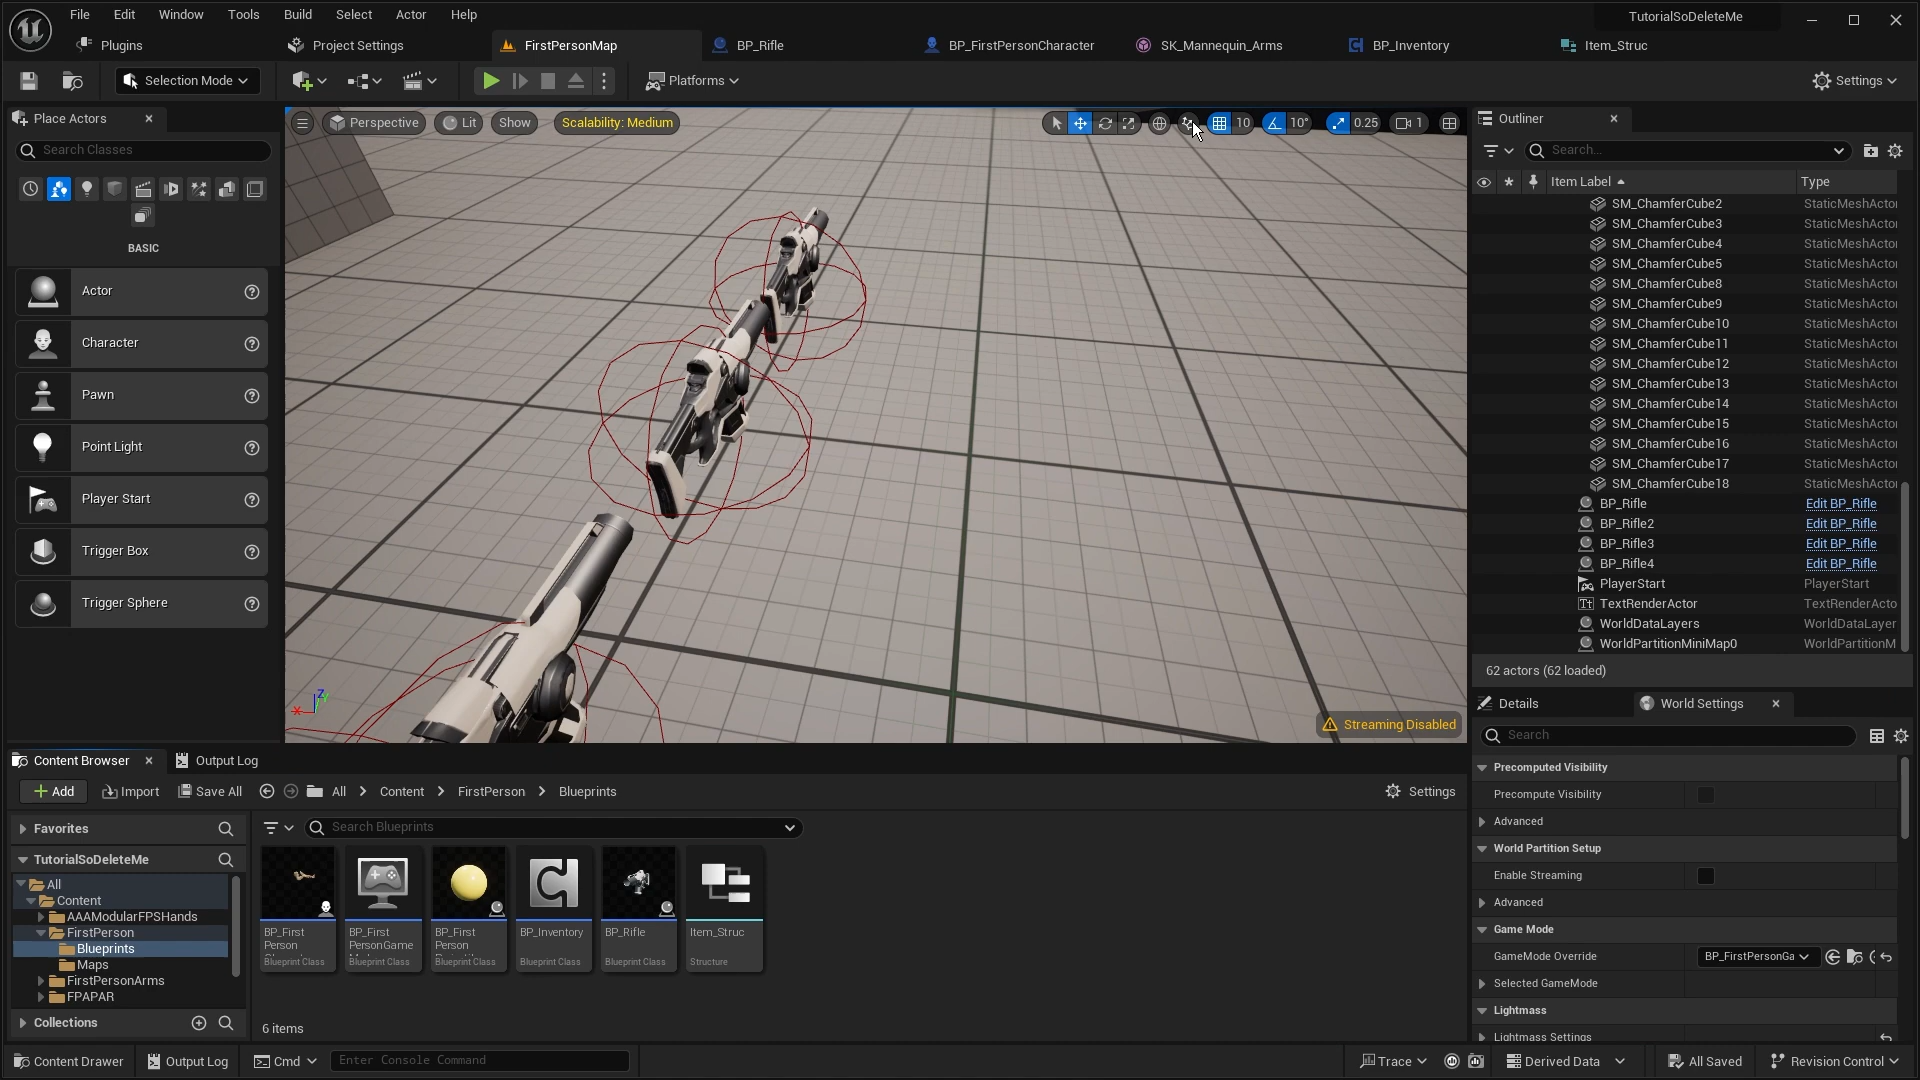 File Edit Window Tools Build Select Actor Help
TutorialSoDeleteMe
Plugins
Project Settings
FirstPersonMap
BP_Rifle
BP_FirstPersonCharacter
SK_Mannequin_Arms
BP_Inventory
Item_Struc
Selection Mode
Platforms
Settings
Place Actors
Search Classes
BASIC
Actor
Character
Pawn
Point Light
Player Start
Trigger Box
Trigger Sphere
Perspective
Lit
Show
Scalability: Medium
10
10°
0.25
1
Z
X
Streaming Disabled
Outliner
Search...
Item Label
Type
SM_ChamferCube2 StaticMeshActor
SM_ChamferCube3 StaticMeshActor
SM_ChamferCube4 StaticMeshActor
SM_ChamferCube5 StaticMeshActor
SM_ChamferCube8 StaticMeshActor
SM_ChamferCube9 StaticMeshActor
SM_ChamferCube10 StaticMeshActor
SM_ChamferCube11 StaticMeshActor
SM_ChamferCube12 StaticMeshActor
SM_ChamferCube13 StaticMeshActor
SM_ChamferCube14 StaticMeshActor
SM_ChamferCube15 StaticMeshActor
SM_ChamferCube16 StaticMeshActor
SM_ChamferCube17 StaticMeshActor
SM_ChamferCube18 StaticMeshActor
BP_Rifle Edit BP_Rifle
BP_Rifle2 Edit BP_Rifle
BP_Rifle3 Edit BP_Rifle
BP_Rifle4 Edit BP_Rifle
PlayerStart PlayerStart
TextRenderActor TextRenderActo
WorldDataLayers WorldDataLayer
WorldPartitionMiniMap0 WorldPartitionM
62 actors (62 loaded)
Details
World Settings
Search
Precomputed Visibility
Precompute Visibility
Advanced
World Partition Setup
Enable Streaming
Advanced
Game Mode
GameMode Override BP_FirstPersonGa
Selected GameMode
Lightmass
Lightmass Settings
Content Browser
Output Log
Add
Import
Save All
All > Content > FirstPerson > Blueprints
Settings
Favorites
TutorialSoDeleteMe
All
Content
AAAModularFPSHands
FirstPerson
Blueprints
Maps
FirstPersonArms
FPAPAR
Collections
Search Blueprints
BP_First
Person
Blueprint Class
BP_First
PersonGame
Blueprint Class
BP_First
Person
Blueprint Class
BP_Inventory
Blueprint Class
BP_Rifle
Blueprint Class
Item_Struc
Structure
6 items
Content Drawer
Output Log
Cmd
Enter Console Command
Trace
Derived Data
All Saved
Revision Control